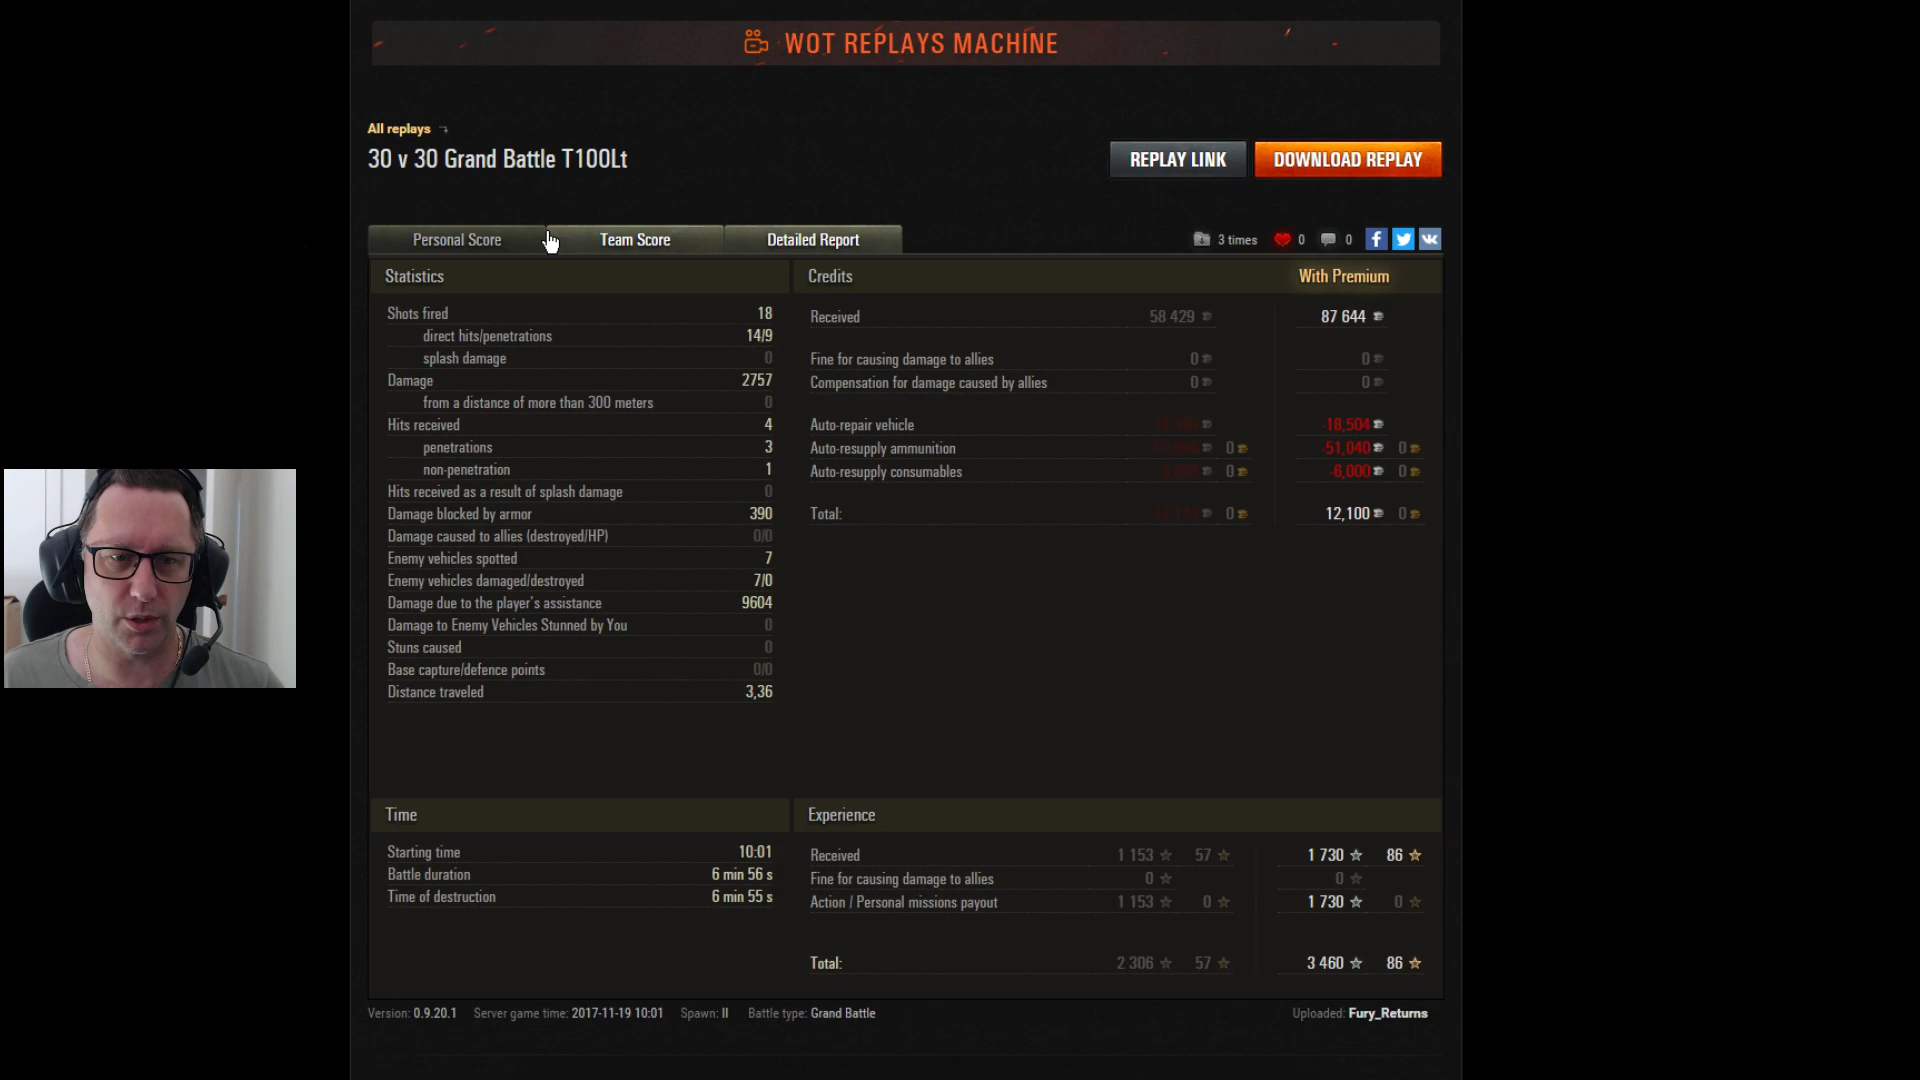 WOT REPLAYS MACHINE
All replays
30 v 30 Grand Battle T100Lt
REPLAY LINK
DOWNLOAD REPLAY
Personal Score
Team Score
Detailed Report
3 times
0
0
Statistics
Shots fired 18
direct hits/penetrations 14/9
splash damage 0
Damage 2757
from a distance of more than 300 meters 0
Hits received 4
penetrations 3
non-penetration 1
Hits received as a result of splash damage 0
Damage blocked by armor 390
Damage caused to allies (destroyed/HP) 0/0
Enemy vehicles spotted 7
Enemy vehicles damaged/destroyed 7/0
Damage due to the player's assistance 9604
Damage to Enemy Vehicles Stunned by You 0
Stuns caused 0
Base capture/defence points 0/0
Distance traveled 3,36
Credits With Premium
Received 58 429 87 644
Fine for causing damage to allies 0 0
Compensation for damage caused by allies 0 0
Auto-repair vehicle -18,504
Auto-resupply ammunition 0 -51,040 0
Auto-resupply consumables 0 -6,000 0
Total: 0 12,100 0
Time
Starting time 10:01
Battle duration 6 min 56 s
Time of destruction 6 min 55 s
Experience
Received 1 153 57 1 730 86
Fine for causing damage to allies 0 0
Action / Personal missions payout 1 153 0 1 730 0
Total: 2 306 57 3 460 86
Version: 0.9.20.1 Server game time: 2017-11-19 10:01 Spawn: II Battle type: Grand Battle
Uploaded: Fury_Returns